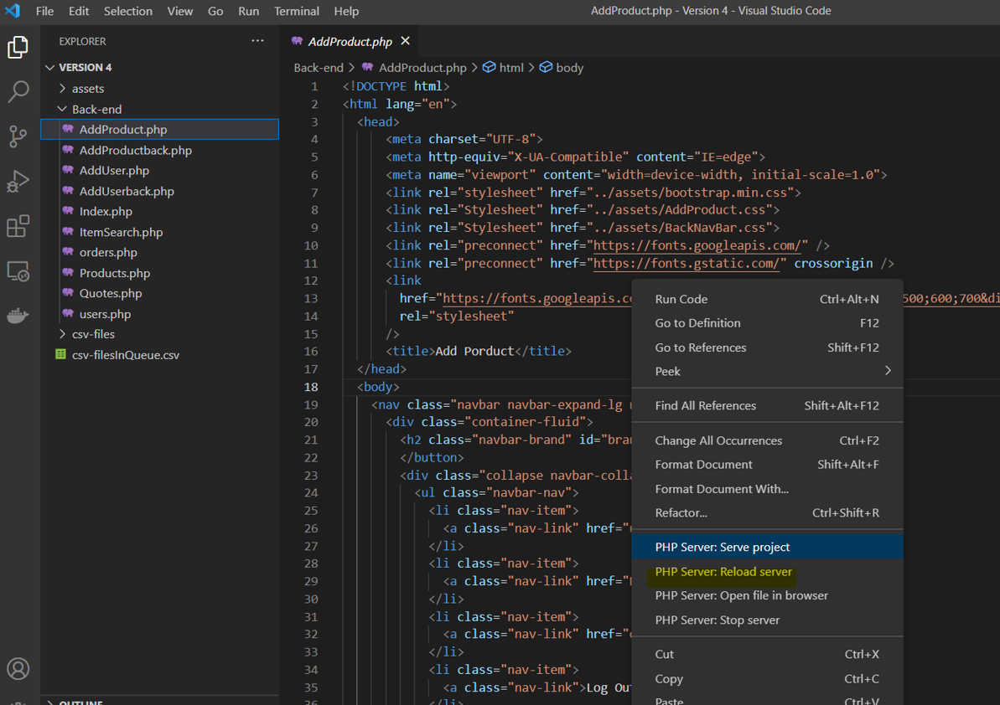 File Edit Selection View Go Run Terminal Help
AddProduct.php - Version 4 - Visual Studio Code
EXPLORER
VERSION 4
assets
Back-end
AddProduct.php
AddProductback.php
AddUser.php
AddUserback.php
Index.php
ItemSearch.php
orders.php
Products.php
Quotes.php
users.php
csv-files
csv-filesInQueue.csv
OUTLINE
AddProduct.php
Back-end > AddProduct.php > html > body
1 <!DOCTYPE html>
2 <html lang="en">
3 <head>
4 <meta charset="UTF-8">
5 <meta http-equiv="X-UA-Compatible" content="IE=edge">
6 <meta name="viewport" content="width=device-width, initial-scale=1.0">
7 <link rel="stylesheet" href="../assets/bootstrap.min.css">
8 <link rel="Stylesheet" href="../assets/AddProduct.css">
9 <link rel="Stylesheet" href="../assets/BackNavBar.css">
10 <link rel="preconnect" href="https://fonts.googleapis.com/" />
11 <link rel="preconnect" href="https://fonts.gstatic.com/" crossorigin />
12 <link
13 href="https://fonts.googleapis.co 500;600;700&di
14 rel="stylesheet"
15 />
16 <title>Add Porduct</title>
17 </head>
18 <body>
19 <nav class="navbar navbar-expand-lg
20 <div class="container-fluid">
21 <h2 class="navbar-brand" id="bra
22 </button>
23 <div class="collapse navbar-coll
24 <ul class="navbar-nav">
25 <li class="nav-item">
26 <a class="nav-link" href="
27 </li>
28 <li class="nav-item">
29 <a class="nav-link" href="
30 </li>
31 <li class="nav-item">
32 <a class="nav-link" href="
33 </li>
34 <li class="nav-item">
35 <a class="nav-link">Log Ou
36 </li>
Run Code Ctrl+Alt+N
Go to Definition F12
Go to References Shift+F12
Peek
Find All References Shift+Alt+F12
Change All Occurrences Ctrl+F2
Format Document Shift+Alt+F
Format Document With...
Refactor... Ctrl+Shift+R
PHP Server: Serve project
PHP Server: Reload server
PHP Server: Open file in browser
PHP Server: Stop server
Cut Ctrl+X
Copy Ctrl+C
Paste Ctrl+V